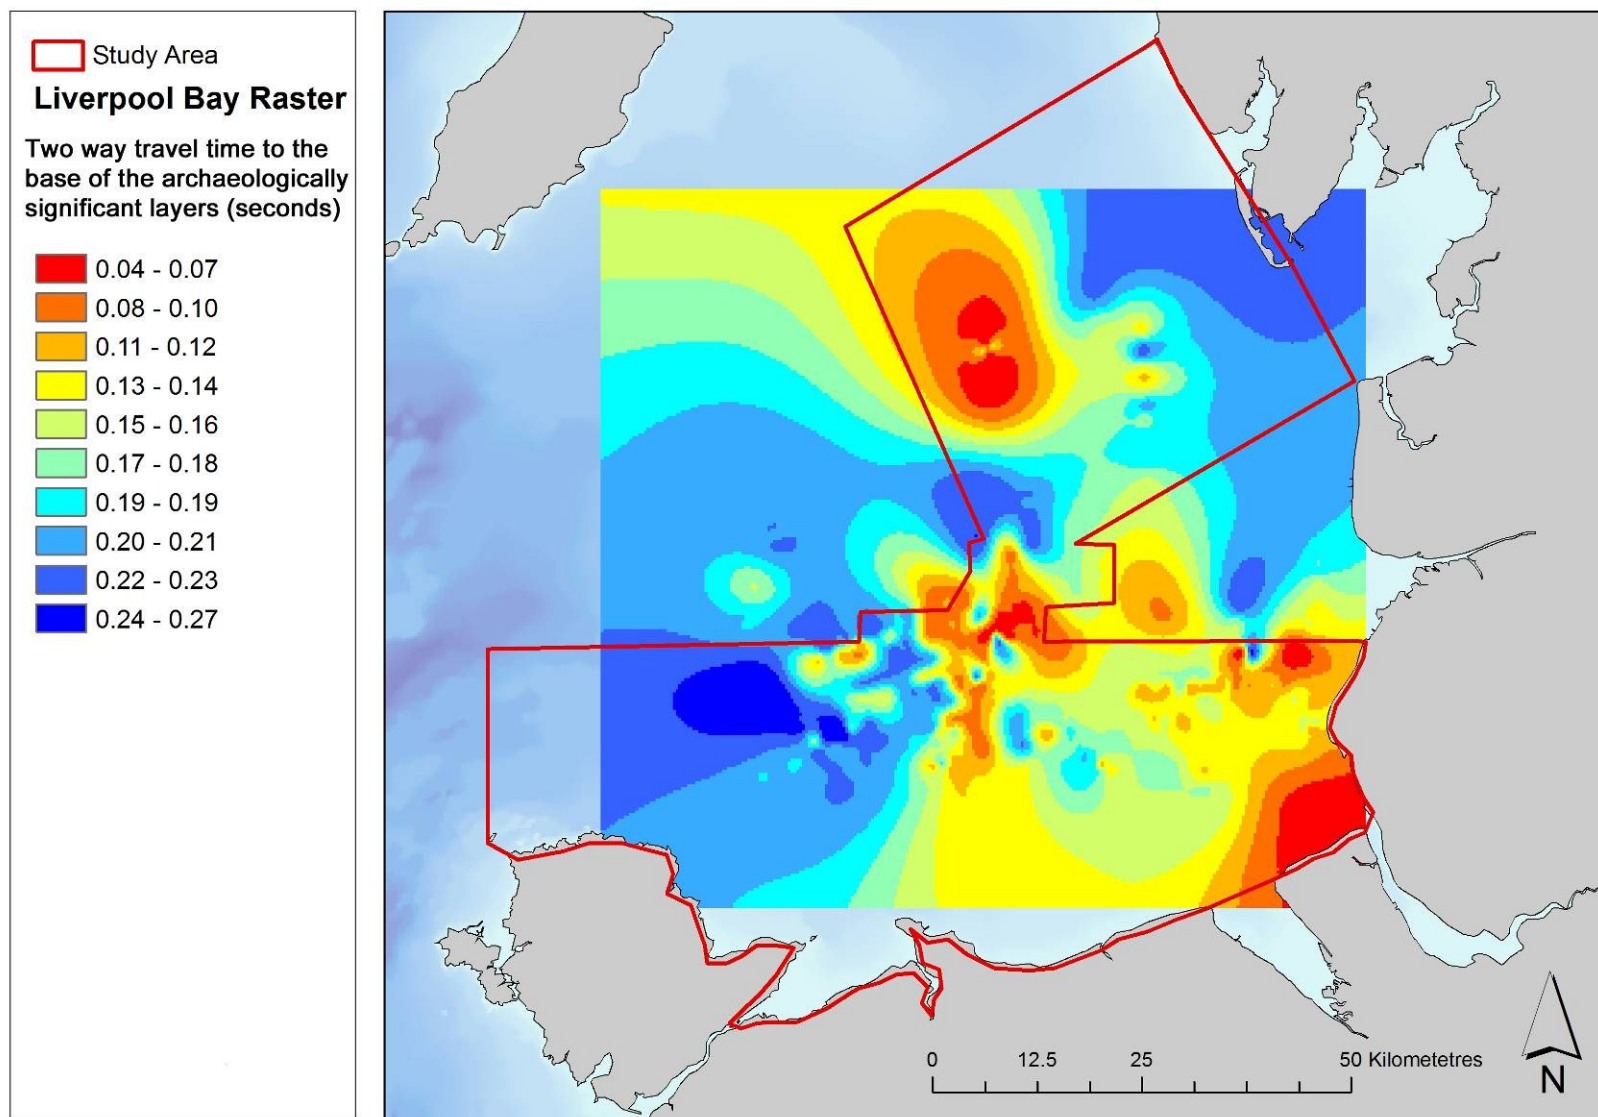 Study Area
Liverpool Bay Raster
Two way travel time to the
base of the archaeologically
significant layers (seconds)
0.04 - 0.07
0.08 - 0.10
0.11 - 0.12
0.13 - 0.14
0.15 - 0.16
0.17 - 0.18
0.19 - 0.19
0.20 - 0.21
0.22 - 0.23
0.24 - 0.27
0 12.5 25 50 Kilometetres
N